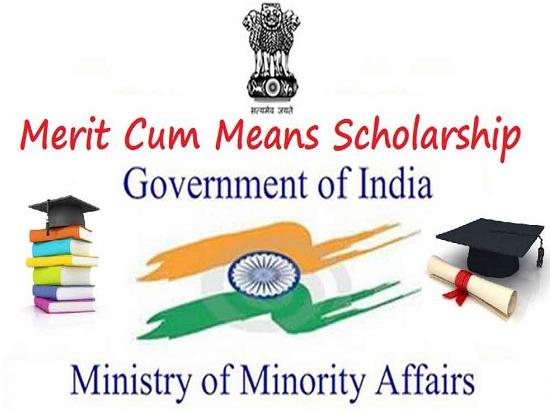 सत्यमेव जयते
Merit Cum Means Scholarship
Government of India
Ministry of Minority Affairs